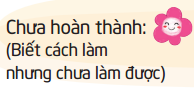 Chưa hoàn thành:
(Biết cách làm
nhưng chưa làm được)